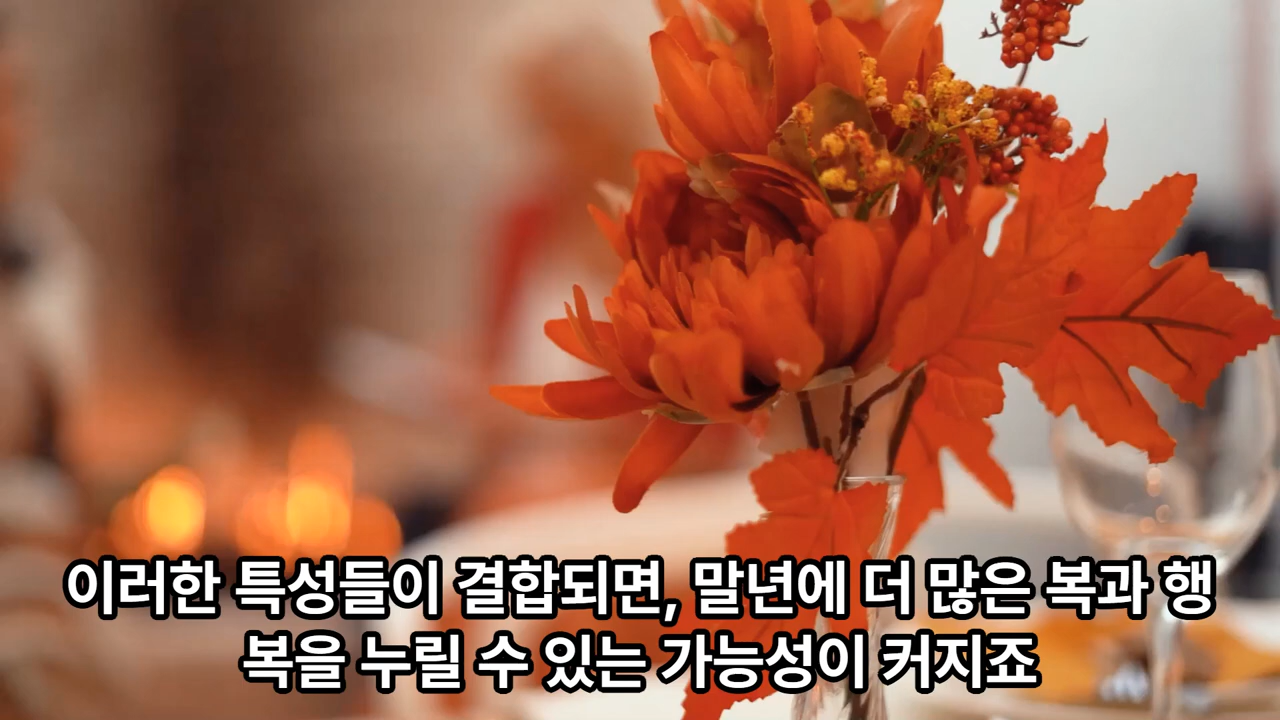 이러한 특성들이 결합되면, 말년에 더 많은 복과 행
복을 누릴 수 있는 가능성이 커지죠